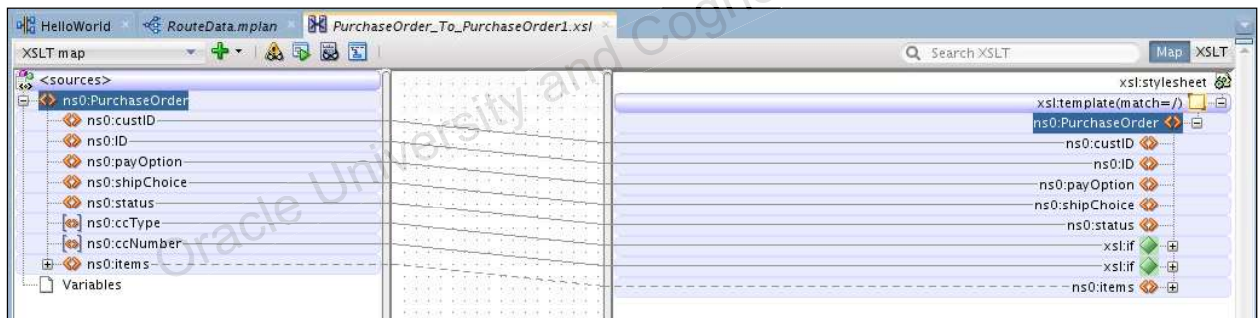 HelloWorld RouteData.mplan PurchaseOrder_To_PurchaseOrder1.xsl
XSLT map Search XSLT Map XSLT
<sources> xsl:stylesheet
ns0:PurchaseOrder xsl:template(match=/)
ns0:custID ns0:PurchaseOrder
ns0:ID ns0:custID
ns0:payOption ns0:ID
ns0:shipChoice ns0:payOption
ns0:status ns0:shipChoice
ns0:ccType ns0:status
ns0:ccNumber xsl:if
ns0:items xsl:if
Variables ns0:items
Oracle University and